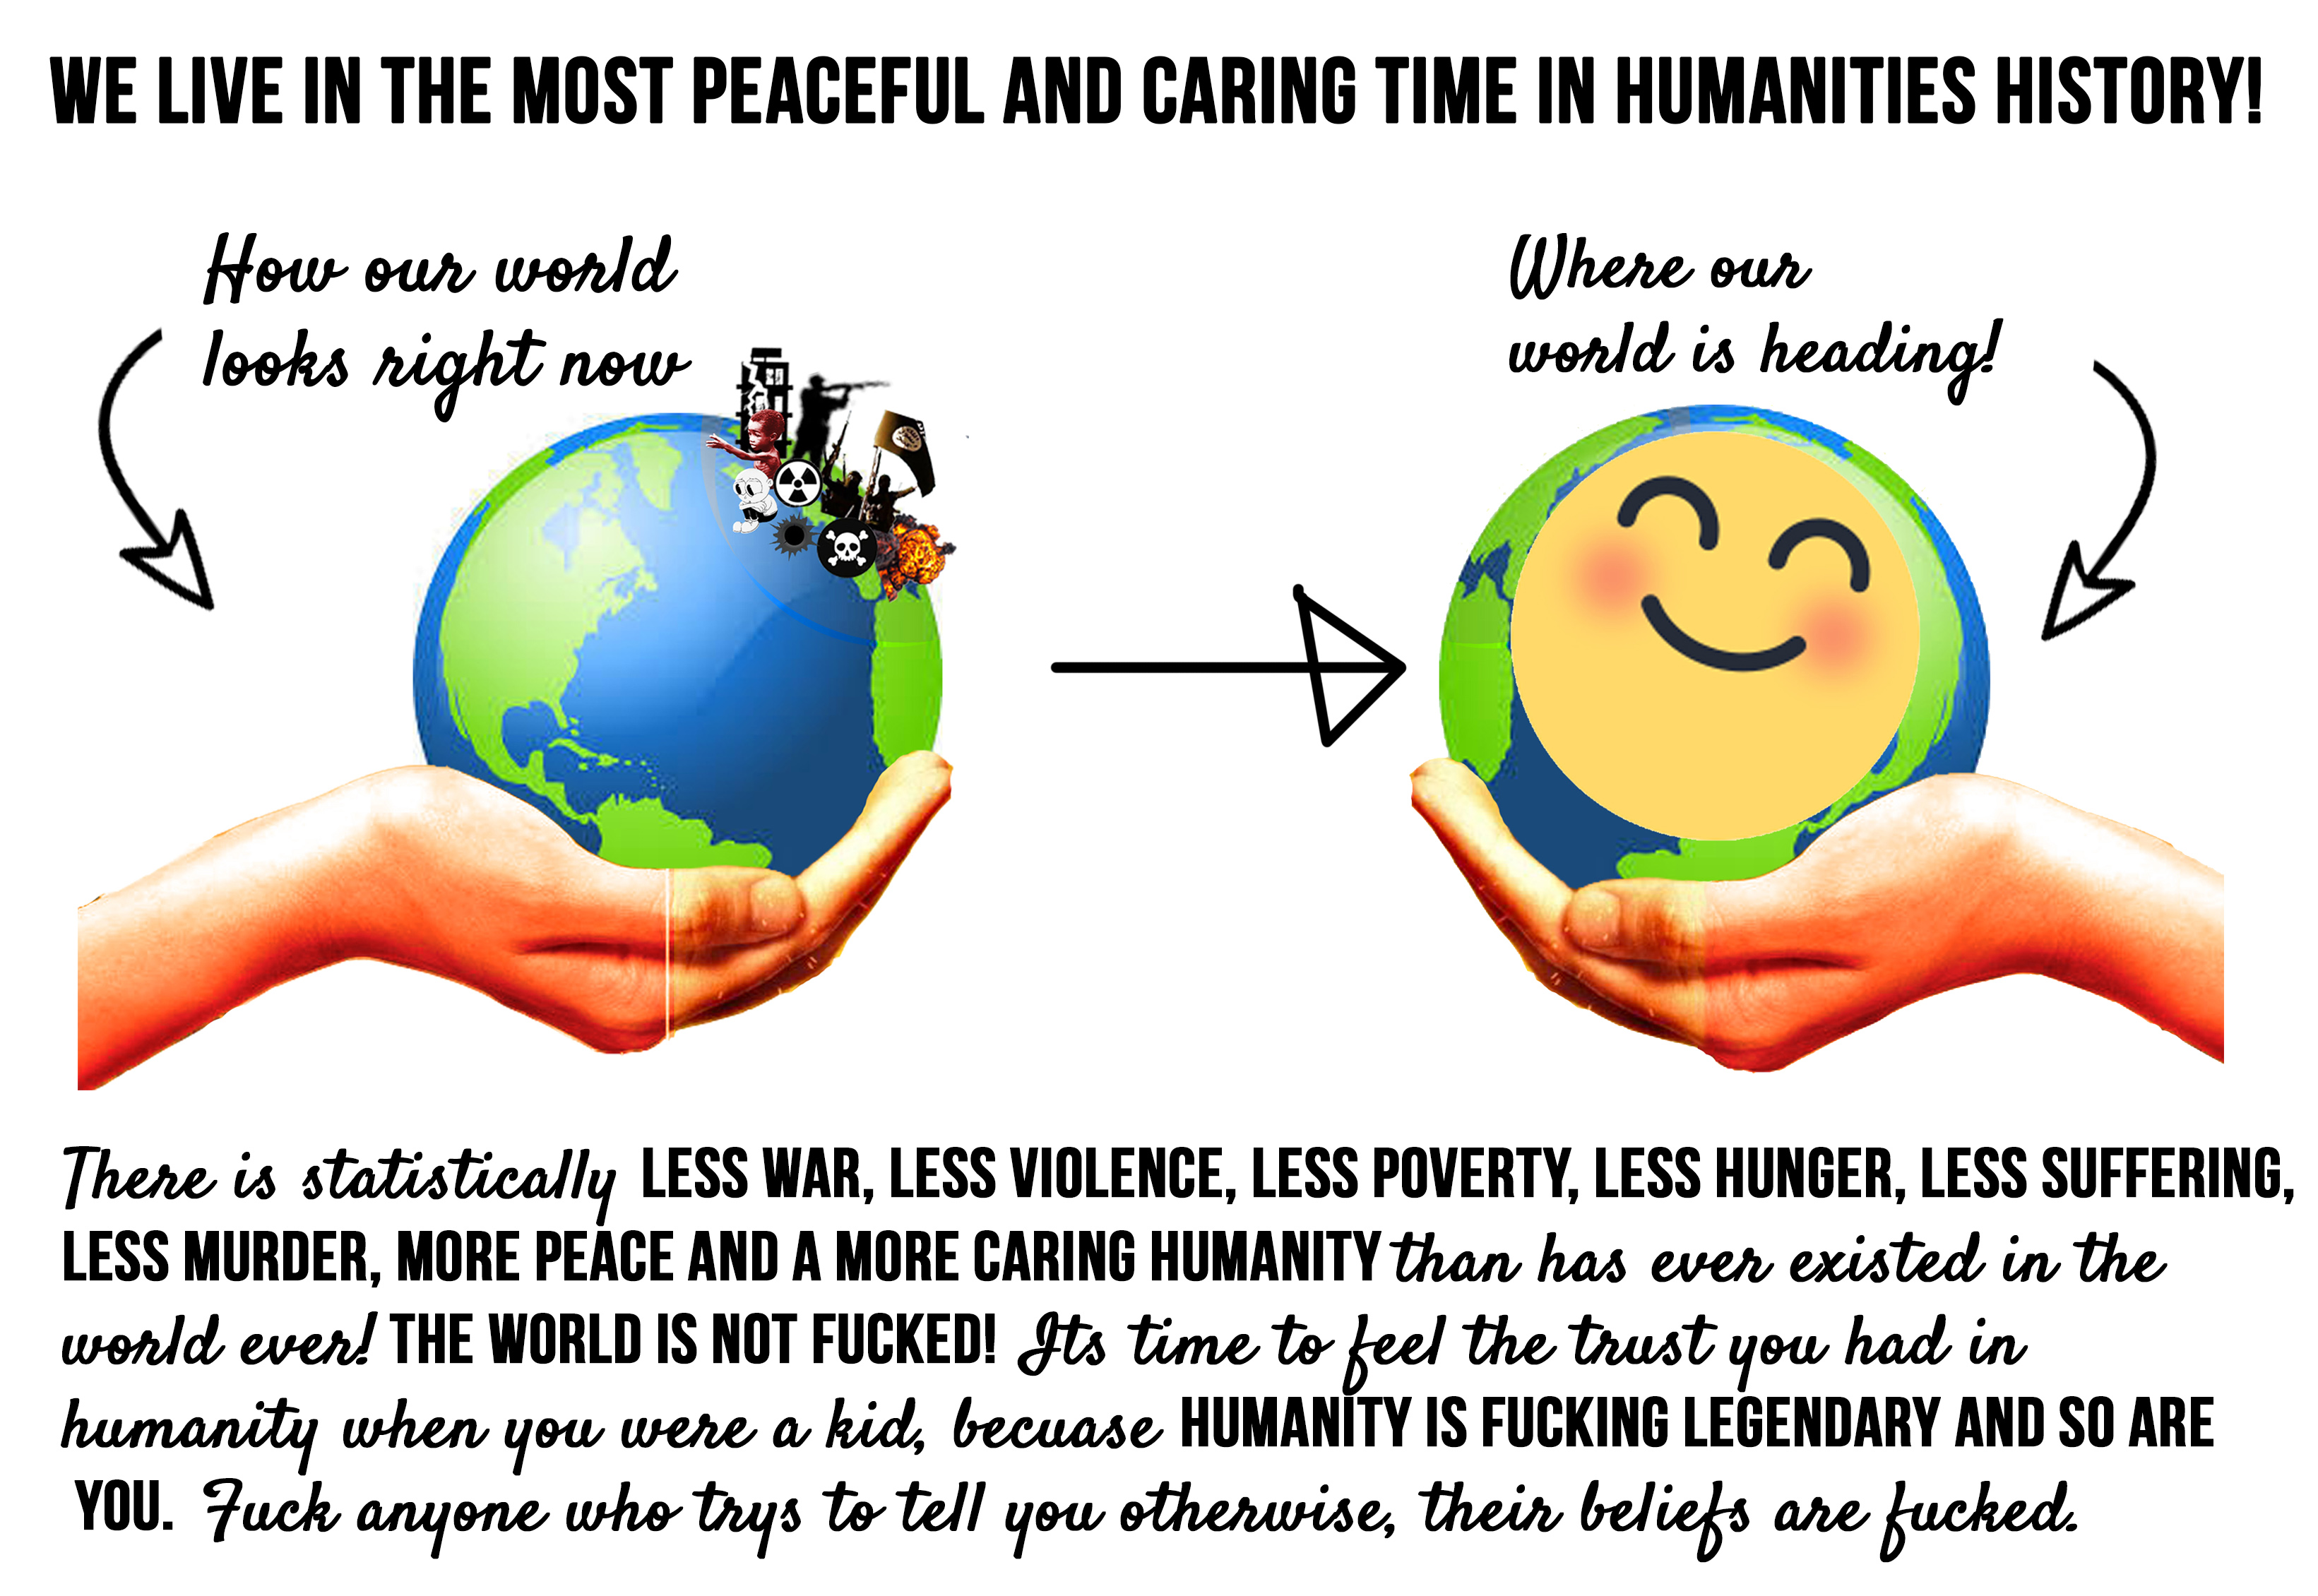 WE LIVE IN THE MOST PEACEFUL AND CARING TIME IN HUMANITIES HISTORY!
How our world
looks right now
Where our
world is heading!
There is statistically LESS WAR, LESS VIOLENCE, LESS POVERTY, LESS HUNGER, LESS SUFFERING,
LESS MURDER, MORE PEACE AND A MORE CARING HUMANITY than has ever existed in the
world ever! THE WORLD IS NOT FUCKED! Its time to feel the trust you had in
humanity when you were a kid, becuase HUMANITY IS FUCKING LEGENDARY AND SO ARE
YOU. Fuck anyone who trys to tell you otherwise, their beliefs are fucked.